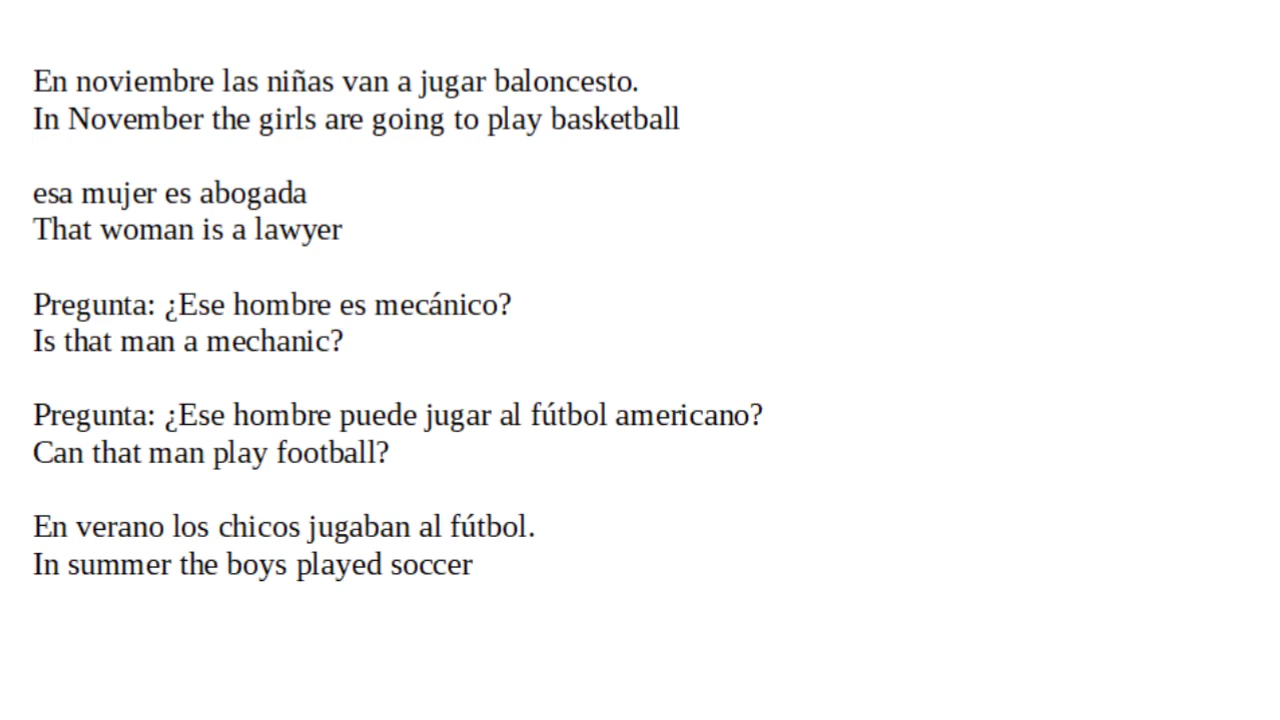 En noviembre las niñas van a jugar baloncesto.
In November the girls are going to play basketball
esa mujer es abogada
That woman is a lawyer
Pregunta: ¿Ese hombre es mecánico?
Is that man a mechanic?
Pregunta: ¿Ese hombre puede jugar al fútbol americano?
Can that man play football?
En verano los chicos jugaban al fútbol.
In summer the boys played soccer